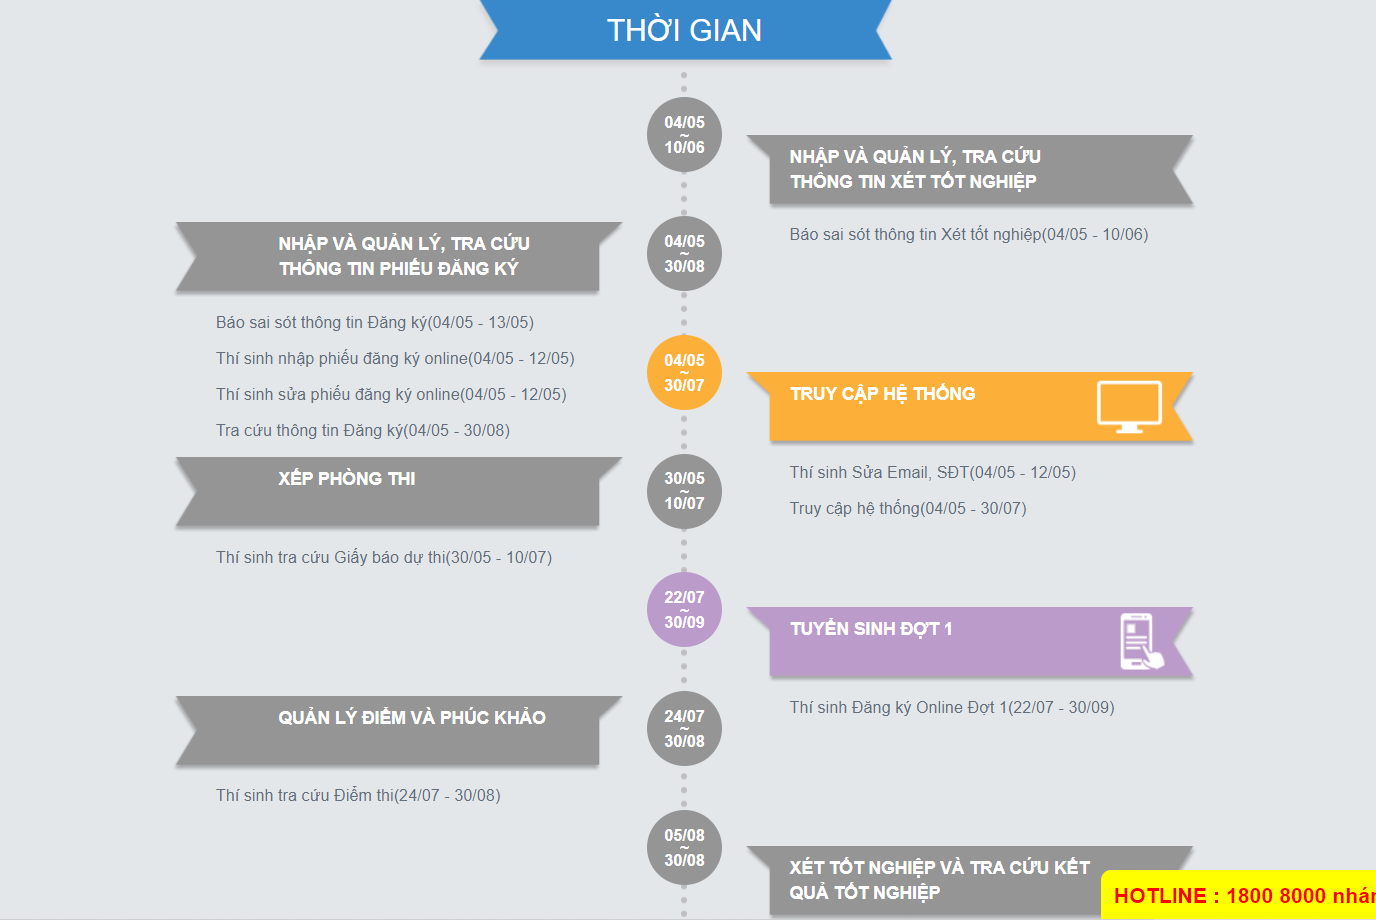 THỜI GIAN
04/05
~
10/06
NHẬP VÀ QUẢN LÝ, TRA CỨU
THÔNG TIN XÉT TỐT NGHIỆP
Báo sai sót thông tin Xét tốt nghiệp(04/05 - 10/06)
04/05
~
30/08
NHẬP VÀ QUẢN LÝ, TRA CỨU
THÔNG TIN PHIẾU ĐĂNG KÝ
Báo sai sót thông tin Đăng ký(04/05 - 13/05)
Thí sinh nhập phiếu đăng ký online(04/05 - 12/05)
Thí sinh sửa phiếu đăng ký online(04/05 - 12/05)
Tra cứu thông tin Đăng ký(04/05 - 30/08)
04/05
~
30/07
TRUY CẬP HỆ THỐNG
Thí sinh Sửa Email, SĐT(04/05 - 12/05)
Truy cập hệ thống(04/05 - 30/07)
30/05
~
10/07
XẾP PHÒNG THI
Thí sinh tra cứu Giấy báo dự thi(30/05 - 10/07)
22/07
~
30/09
TUYỂN SINH ĐỢT 1
Thí sinh Đăng ký Online Đợt 1(22/07 - 30/09)
24/07
~
30/08
QUẢN LÝ ĐIỂM VÀ PHÚC KHẢO
Thí sinh tra cứu Điểm thi(24/07 - 30/08)
05/08
~
30/08
XÉT TỐT NGHIỆP VÀ TRA CỨU KẾT
QUẢ TỐT NGHIỆP
HOTLINE : 1800 8000